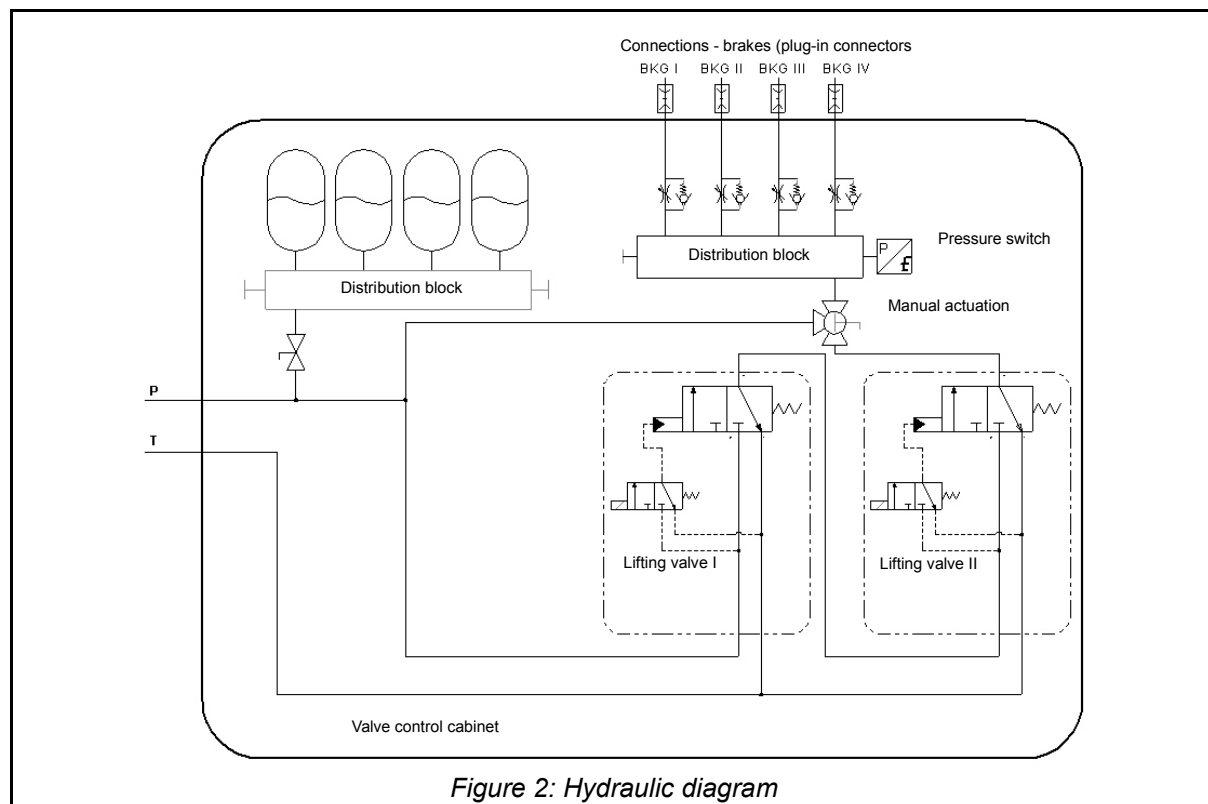 Connections - brakes (plug-in connectors
BKG I BKG II BKG III BKG IV
Distribution block
Pressure switch
P
f
Distribution block
Manual actuation
P
T
Lifting valve I
Lifting valve II
Valve control cabinet
Figure 2: Hydraulic diagram